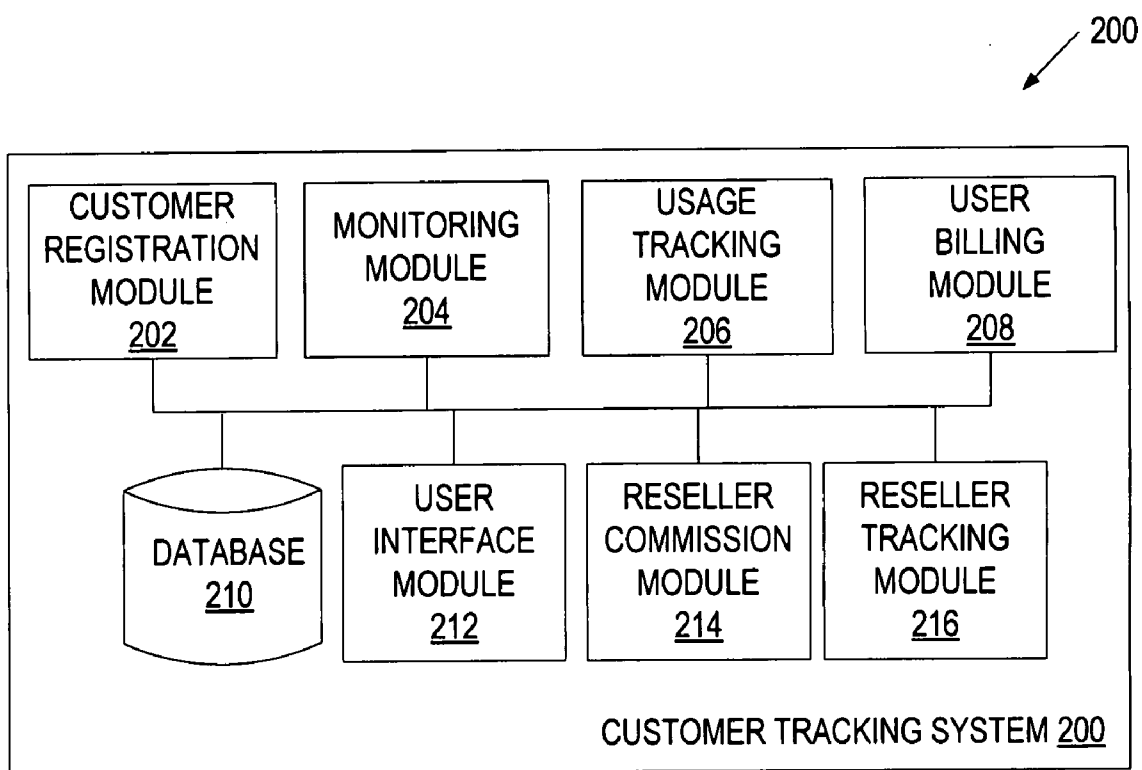 200
CUSTOMER
REGISTRATION
MODULE
202
MONITORING
MODULE
204
USAGE
TRACKING
MODULE
206
USER
BILLING
MODULE
208
DATABASE
210
USER
INTERFACE
MODULE
212
RESELLER
COMMISSION
MODULE
214
RESELLER
TRACKING
MODULE
216
CUSTOMER TRACKING SYSTEM 200